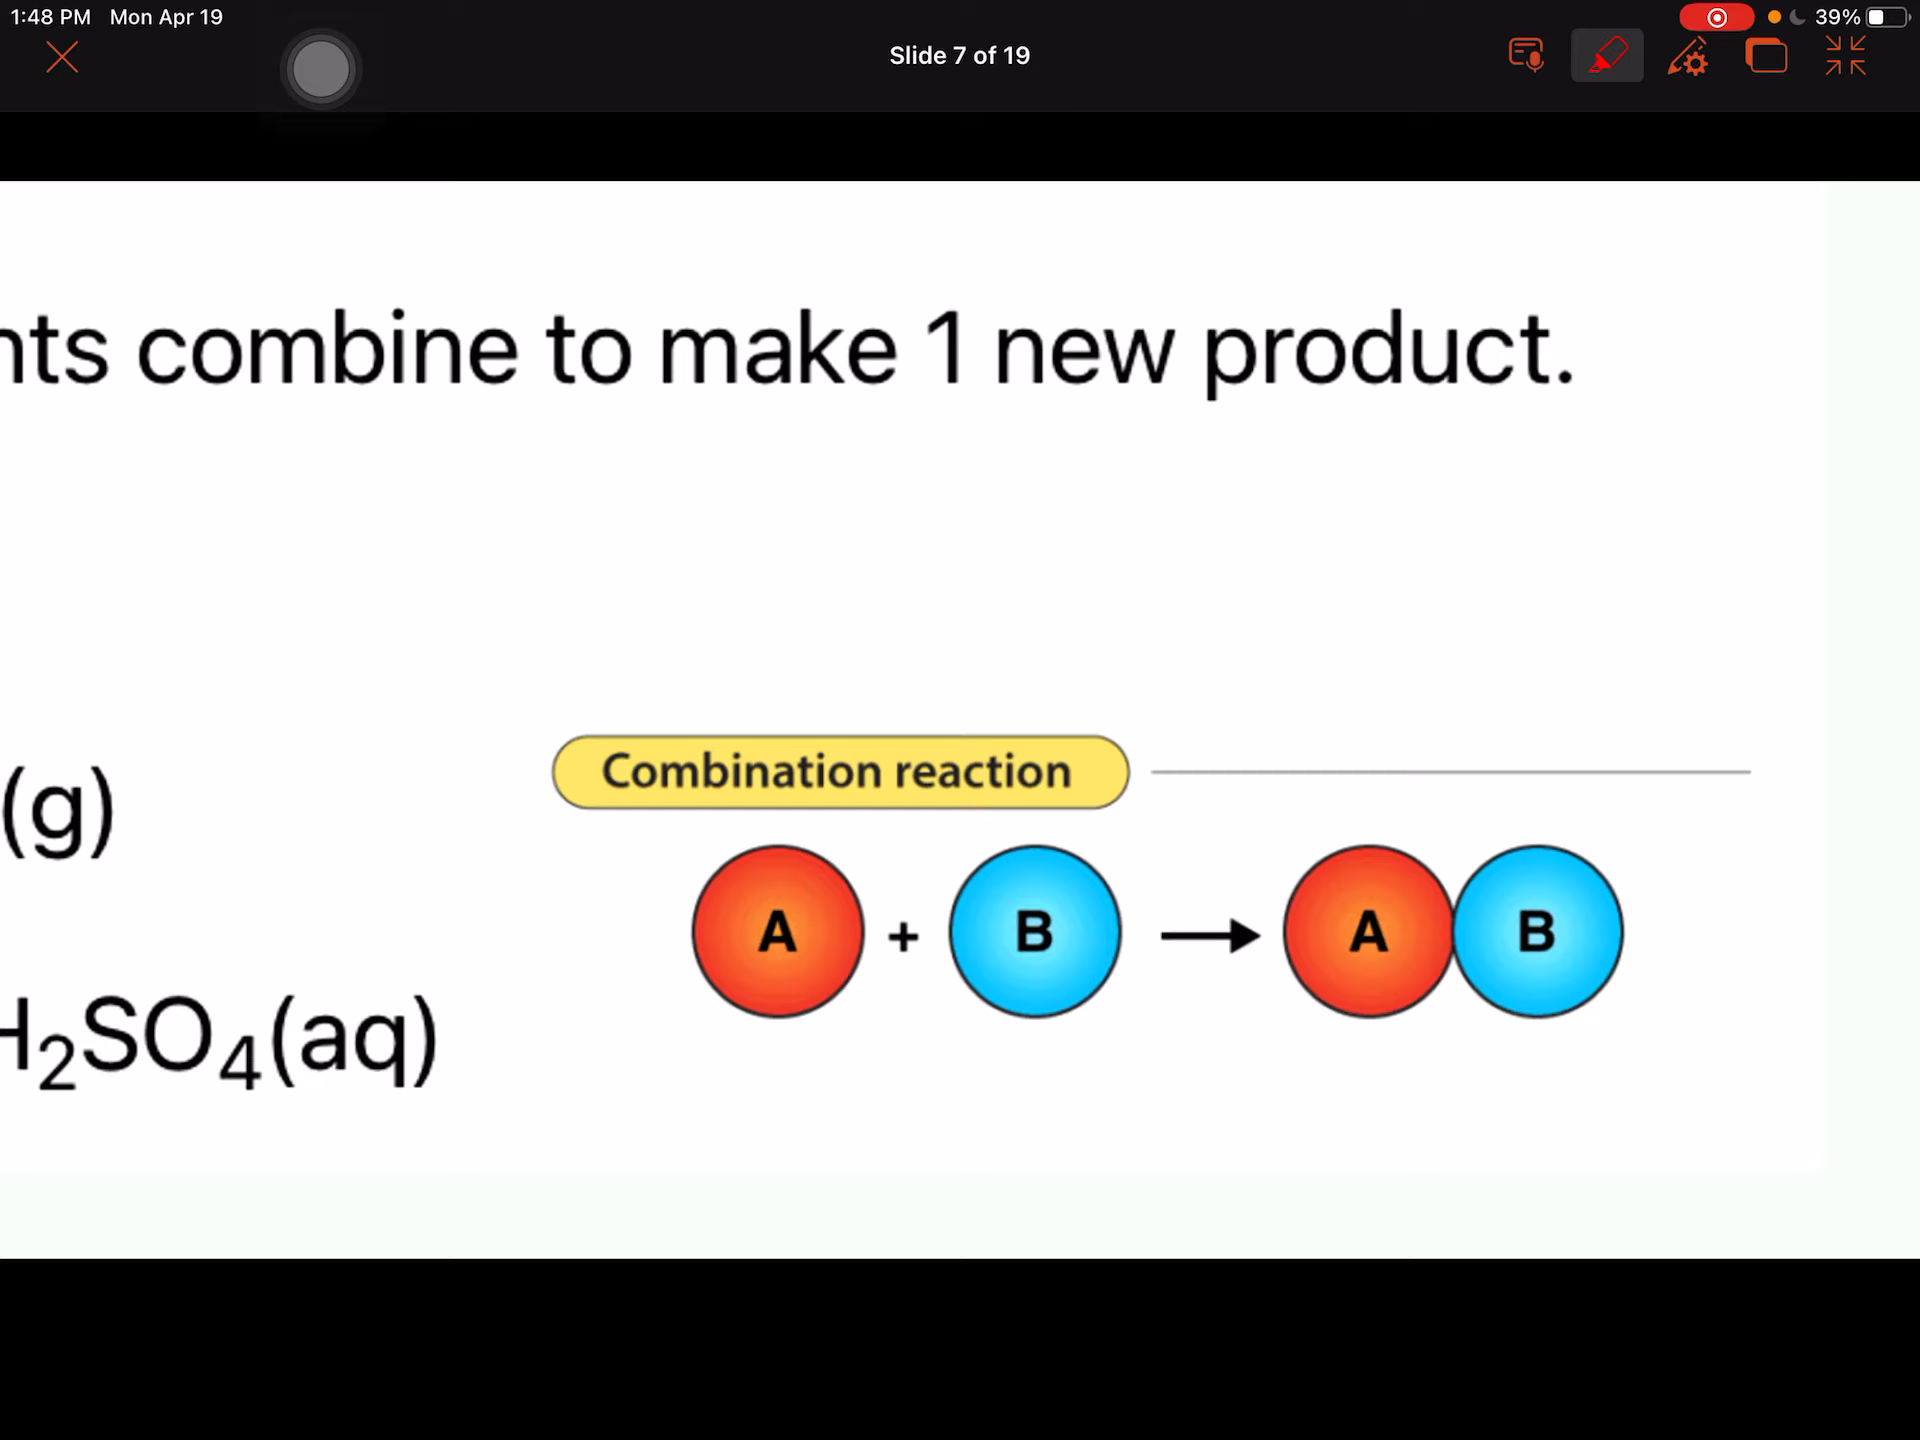 1:48 PM Mon Apr 19
39%
Slide 7 of 19
nts combine to make 1 new product.
Combination reaction
(g)
A + B → A B
H₂SO₄(aq)